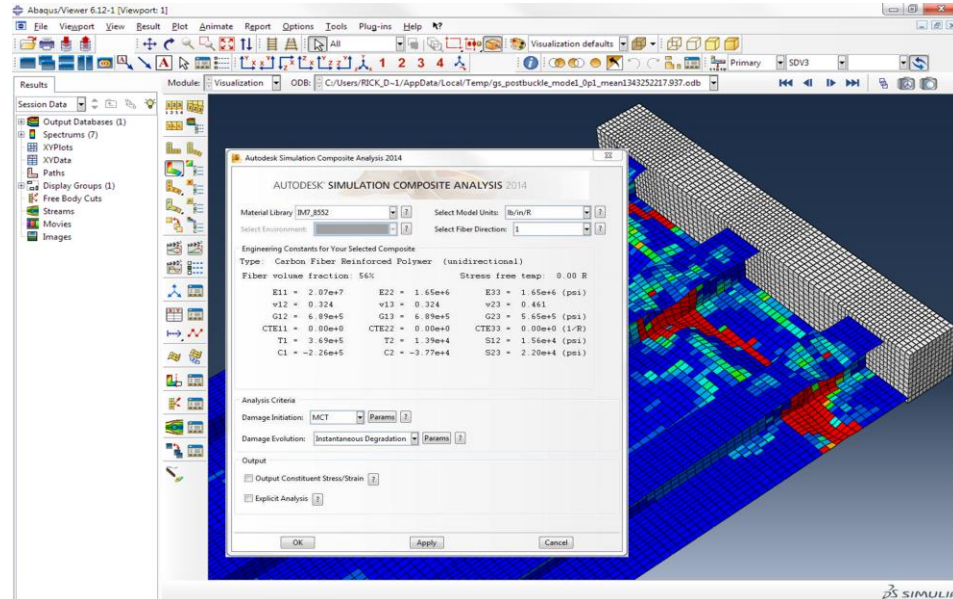 Abaqus/Viewer 6.12-1 [Viewport: 1]
File Viewport View Result Plot Animate Report Options Tools Plug-ins Help
All
Visualization defaults
1 2 3 4
Primary
SDV3
Results
Module: Visualization
ODB: C:/Users/RICK_D~1/AppData/Local/Temp/gs_postbuckle_mode1_0p1_mean1343252217.937.odb
Session Data
Output Databases (1)
Spectrums (7)
XYPlots
XYData
Paths
Display Groups (1)
Free Body Cuts
Streams
Movies
Images
Autodesk Simulation Composite Analysis 2014
AUTODESK® SIMULATION COMPOSITE ANALYSIS 2014
Material Library IM7_8552 ? Select Model Units: lb/in/R ?
Select Environment: ? Select Fiber Direction: 1 ?
Engineering Constants for Your Selected Composite
Type: Carbon Fiber Reinforced Polymer (unidirectional)
Fiber volume fraction: 56% Stress free temp: 0.00 R
E11 = 2.07e+7 E22 = 1.65e+6 E33 = 1.65e+6 (psi)
v12 = 0.324 v13 = 0.324 v23 = 0.461
G12 = 6.89e+5 G13 = 6.89e+5 G23 = 5.65e+5 (psi)
CTE11 = 0.00e+0 CTE22 = 0.00e+0 CTE33 = 0.00e+0 (1/R)
T1 = 3.69e+5 T2 = 1.39e+4 S12 = 1.56e+4 (psi)
C1 = -2.26e+5 C2 = -3.77e+4 S23 = 2.20e+4 (psi)
Analysis Criteria
Damage Initiation: MCT Params ?
Damage Evolution: Instantaneous Degradation Params ?
Output
Output Constituent Stress/Strain ?
Explicit Analysis ?
OK Apply Cancel
SIMULIA